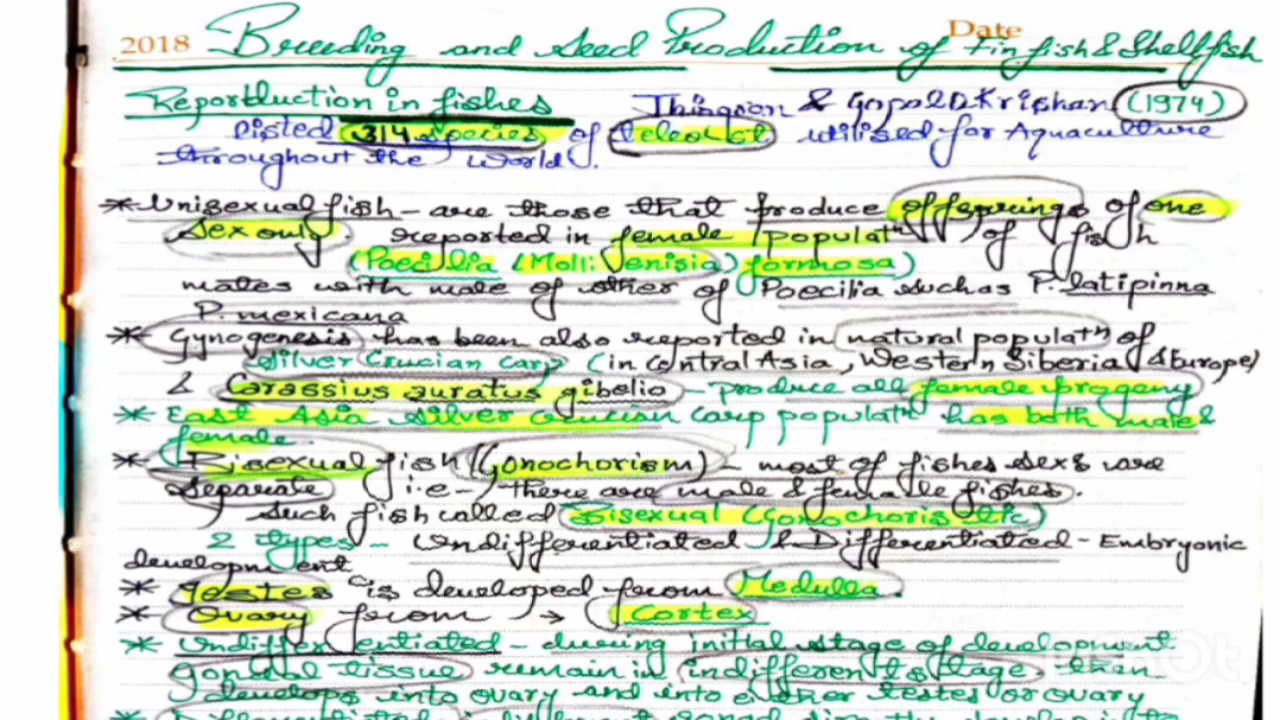 2018 Breeding and Seed Production of Finfish & Shellfish
Date
Reporductuction in fishes Thingron & Gopal D Krishan (1974)
listed 314 species of teleost utilised for Aquaculture
throughout the world.
* Unisexual fish - are those that produce offsprings of one
sex only reported in female populatn of fish
(Poecilia (Mollienisia) formosa)
mates with male of other of Poecilia such as P. latipinna
P. mexicana
* Gynogenesis has been also reported in natural populatn of
Silver Crucian carp (in central Asia, Western Siberia & Europe)
& Carassius auratus gibelio - produce all female progeny
* East Asia silver crucian carp populatn has both male &
female.
* Bisexual fish (Gonochorism) - most of fishes sexs are
separate i.e - there are male & female fishes.
Such fish called Bisexual (Gonochoristic)
2 types - Undifferentiated & Differentiated - Embryonic
development
* Testes is developed from Medulla.
* Ovary from → Cortex
* Undifferentiated - during initial stage of development
gonadal tissue remain in indifferent stage then
develops into ovary and into either testes or ovary